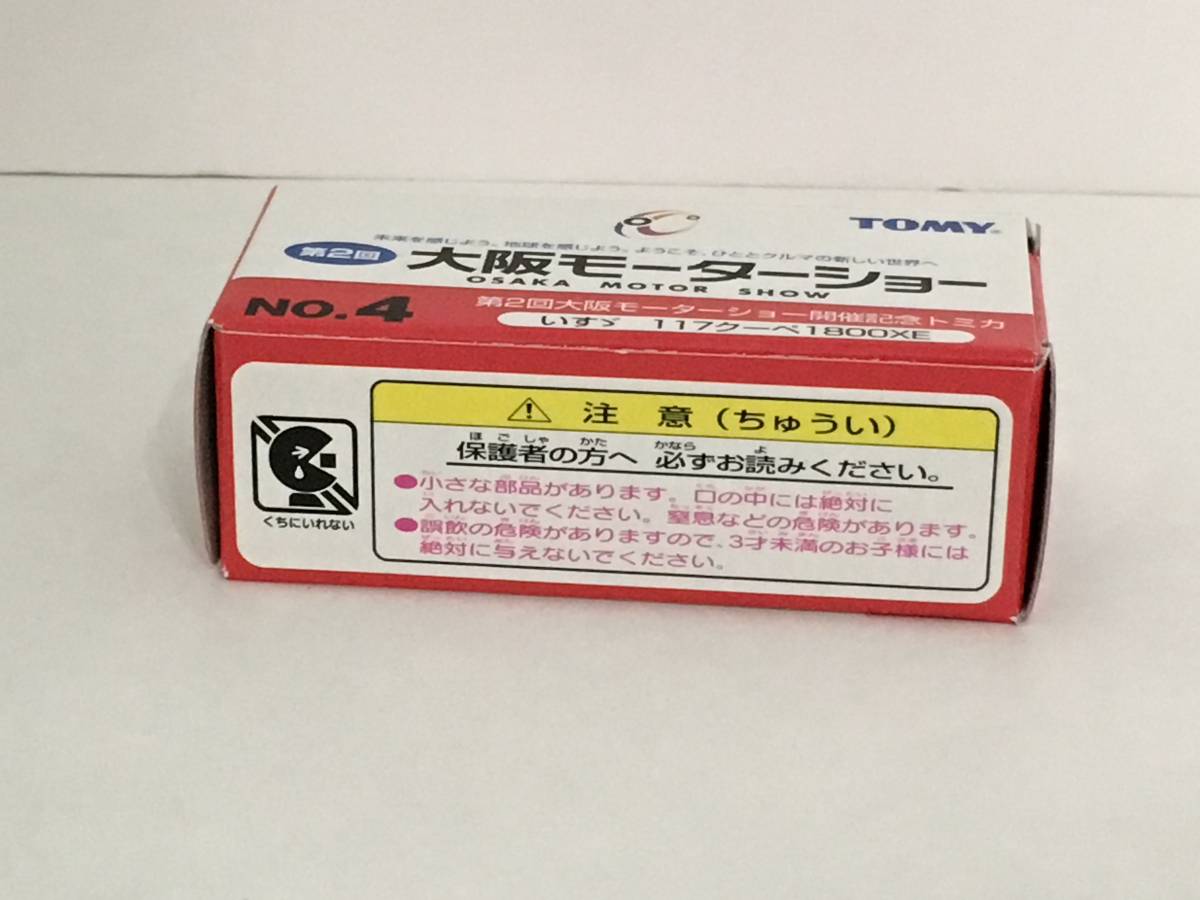 TOMY
未来を感じよう。地球を感じよう。ようこそ、ひととクルマの新しい世界へ
第2回 大阪モーターショー
OSAKA MOTOR SHOW
NO.4 第2回大阪モーターショー開催記念トミカ
いすゞ 117クーペ1800XE
⚠ 注 意 (ちゅうい)
保護者の方へ 必ずお読みください。
●小さな部品があります。口の中には絶対に
入れないでください。窒息などの危険があります。
●誤飲の危険がありますので、3才未満のお子様には
絶対に与えないでください。
くちにいれない